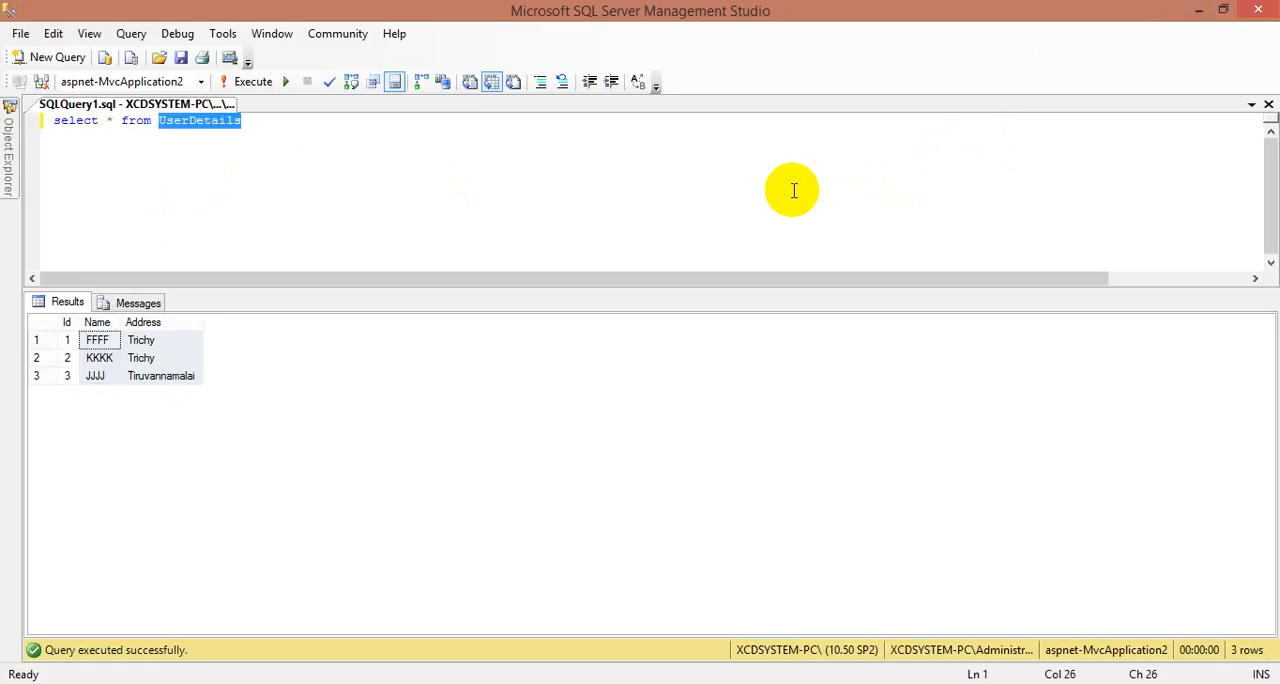 Microsoft SQL Server Management Studio
File Edit View Query Debug Tools Window Community Help
New Query
aspnet-MvcApplication2 Execute
SQLQuery1.sql - XCDSYSTEM-PC\...\...
Object Explorer
select * from UserDetails
Results Messages
Id Name Address
1 1 FFFF Trichy
2 2 KKKK Trichy
3 3 JJJJ Tiruvannamalai
Query executed successfully. XCDSYSTEM-PC\ (10.50 SP2) XCDSYSTEM-PC\Administr... aspnet-MvcApplication2 00:00:00 3 rows
Ready Ln 1 Col 26 Ch 26 INS